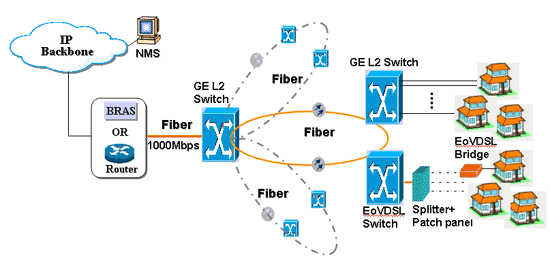 IP
Backbone
NMS
BRAS
OR
Router
Fiber
1000Mbps
GE L2
Switch
Fiber
Fiber
Fiber
GE L2 Switch
EoVDSL
Bridge
EoVDSL
Switch
Splitter+
Patch panel